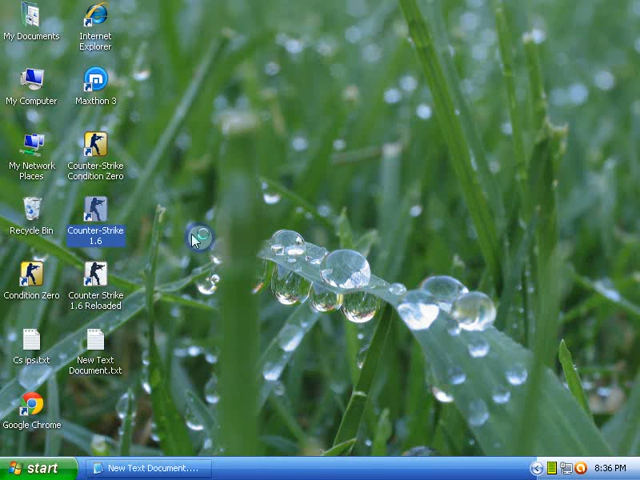 My Documents
Internet
Explorer
My Computer
Maxthon 3
My Network
Places
Counter-Strike
Condition Zero
Recycle Bin
Counter-Strike
1.6
Condition Zero
Counter Strike
1.6 Reloaded
Cs ips.txt
New Text
Document.txt
Google Chrome
start
New Text Document....
8:36 PM